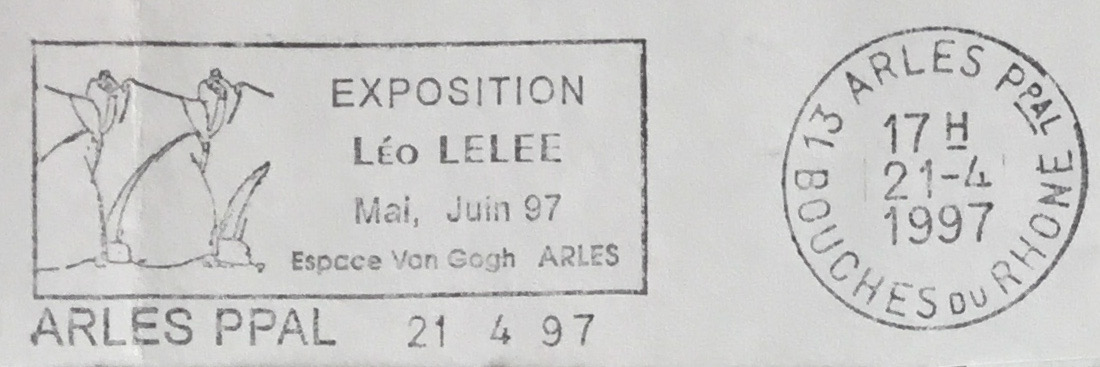 EXPOSITION
Léo LELEE
Mai, Juin 97
Espace Van Gogh ARLES
ARLES PPAL 21 4 97
13 ARLES PPAL
17 H
21-4
1997
BOUCHES DU RHONE